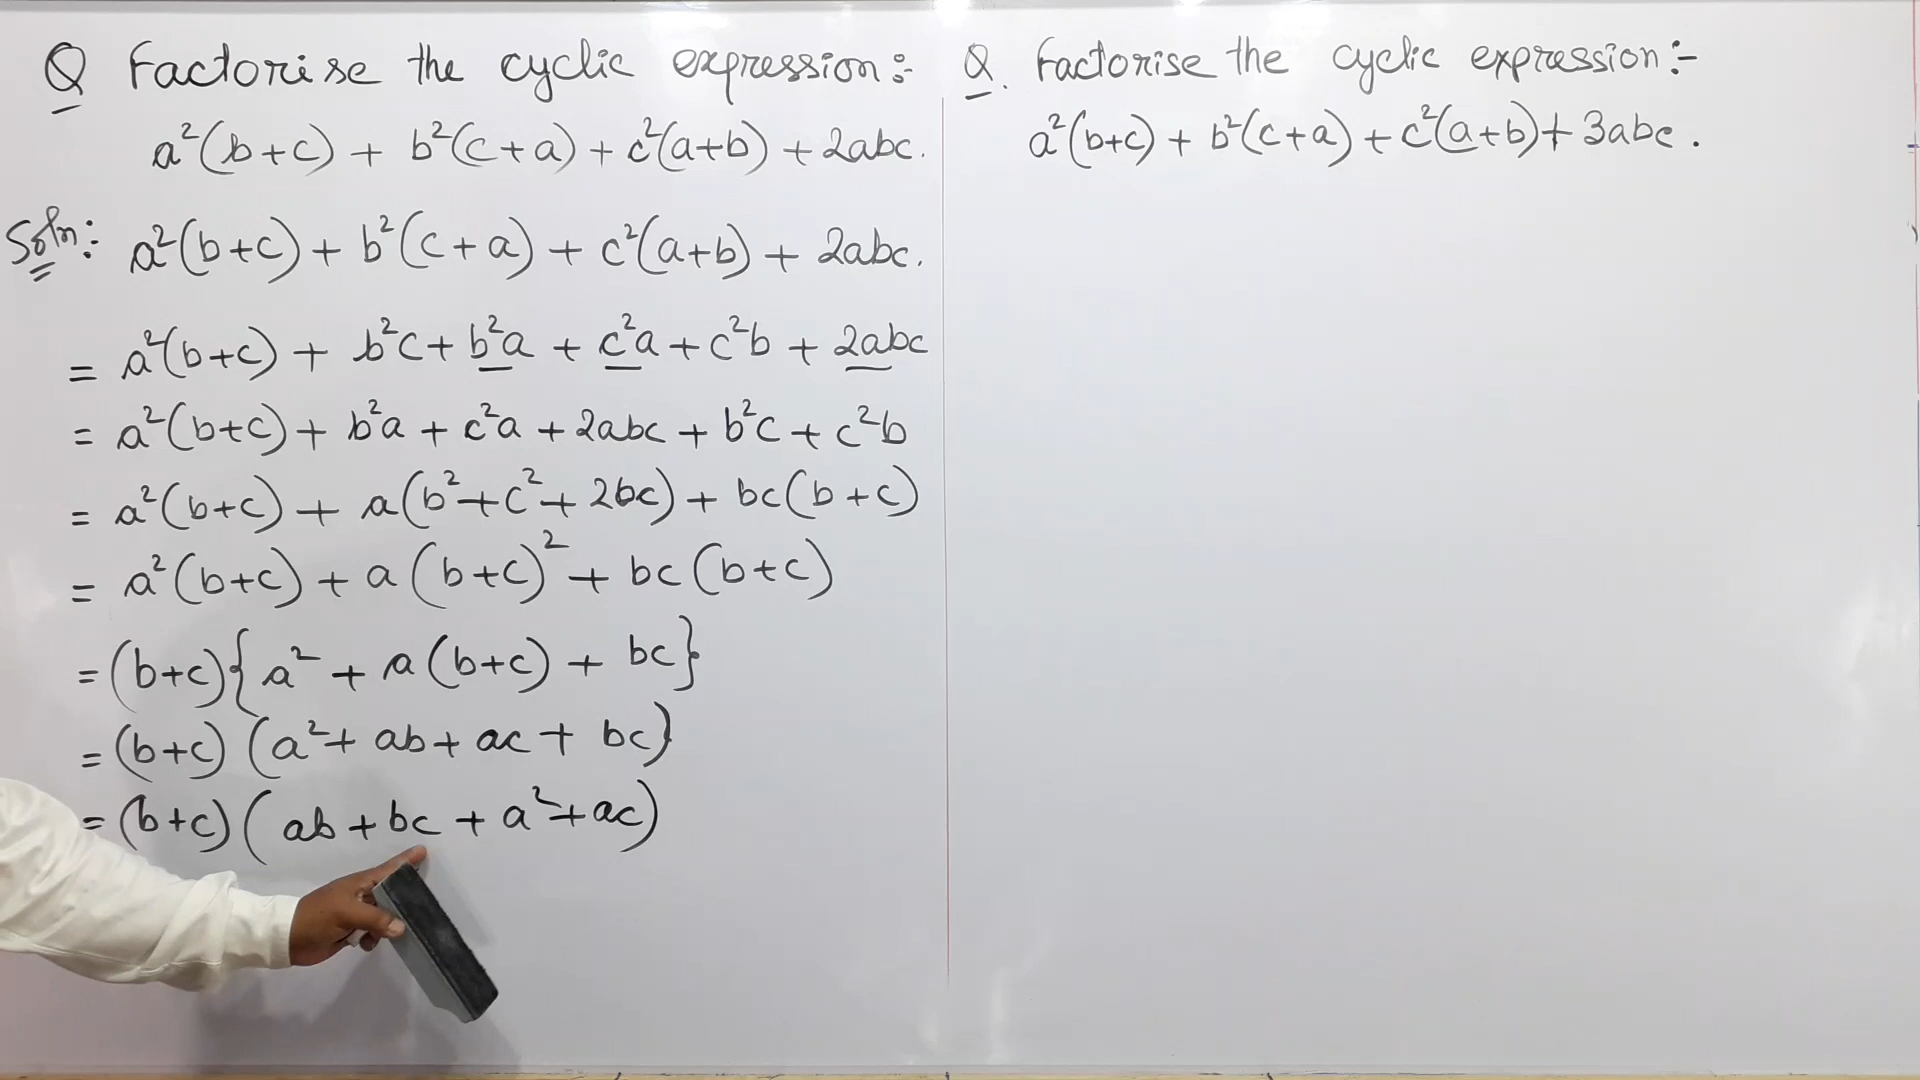 Q Factorise the cyclic expression:-
a²(b+c) + b²(c+a) + c²(a+b) + 2abc.
Soln: a²(b+c) + b²(c+a) + c²(a+b) + 2abc.
= a²(b+c) + b²c + b²a + c²a + c²b + 2abc
= a²(b+c) + b²a + c²a + 2abc + b²c + c²b
= a²(b+c) + a(b²+c²+2bc) + bc(b+c)
= a²(b+c) + a(b+c)² + bc(b+c)
= (b+c){a² + a(b+c) + bc}
= (b+c)(a²+ab+ac+bc}
= (b+c)(ab+bc+a²+ac)
Q. Factorise the cyclic expression:-
a²(b+c) + b²(c+a) + c²(a+b) + 3abc.